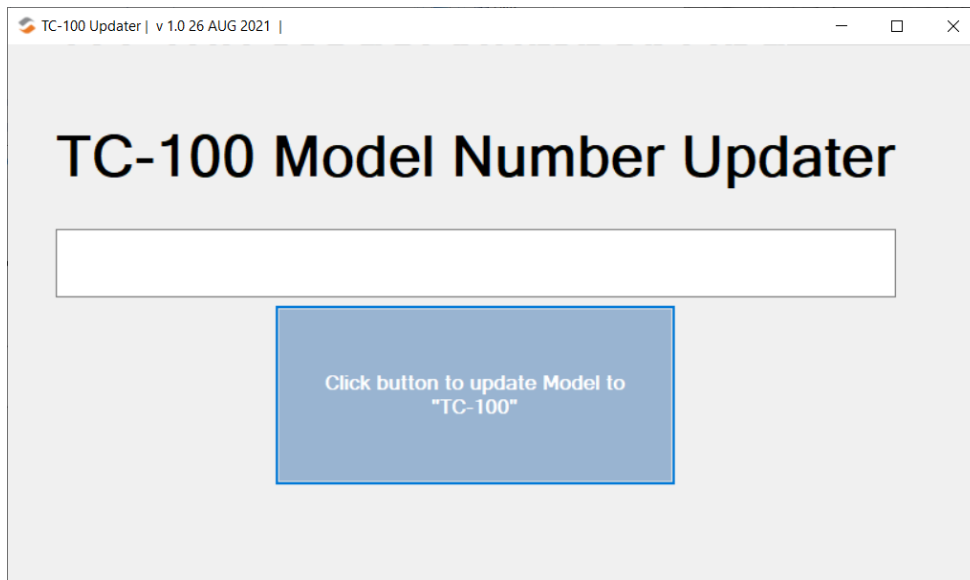 TC-100 Updater |  v 1.0 26 AUG 2021  |
TC-100 Model Number Updater
Click button to update Model to
"TC-100"